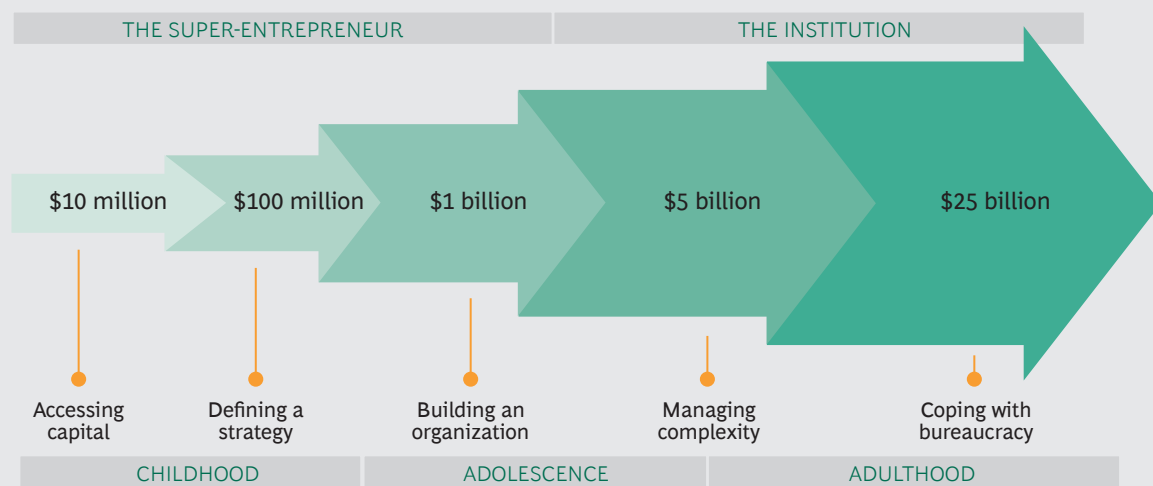 THE SUPER-ENTREPRENEUR
THE INSTITUTION
$10 million
$100 million
$1 billion
$5 billion
$25 billion
Accessing
capital
Defining a
strategy
Building an
organization
Managing
complexity
Coping with
bureaucracy
CHILDHOOD
ADOLESCENCE
ADULTHOOD